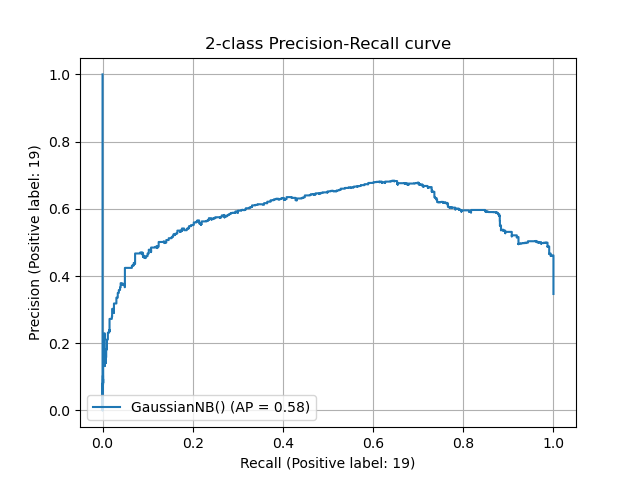 2-class Precision-Recall curve
Precision (Positive label: 19)
1.0
0.8
0.6
0.4
0.2
0.0
GaussianNB() (AP = 0.58)
0.0 0.2 0.4 0.6 0.8 1.0
Recall (Positive label: 19)